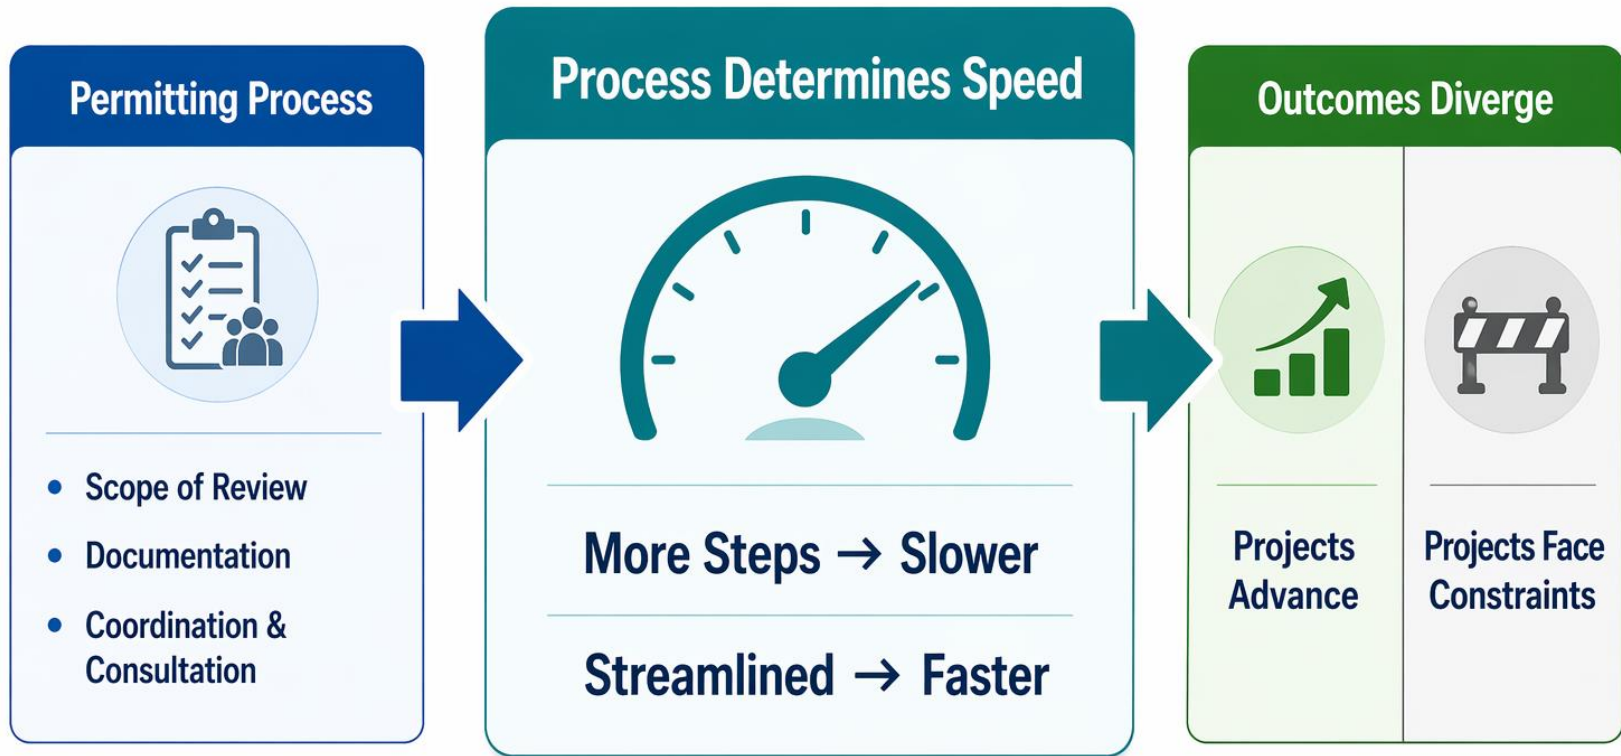 Permitting Process
• Scope of Review
• Documentation
• Coordination &
Consultation
Process Determines Speed
More Steps → Slower
Streamlined → Faster
Outcomes Diverge
Projects
Advance
Projects Face
Constraints